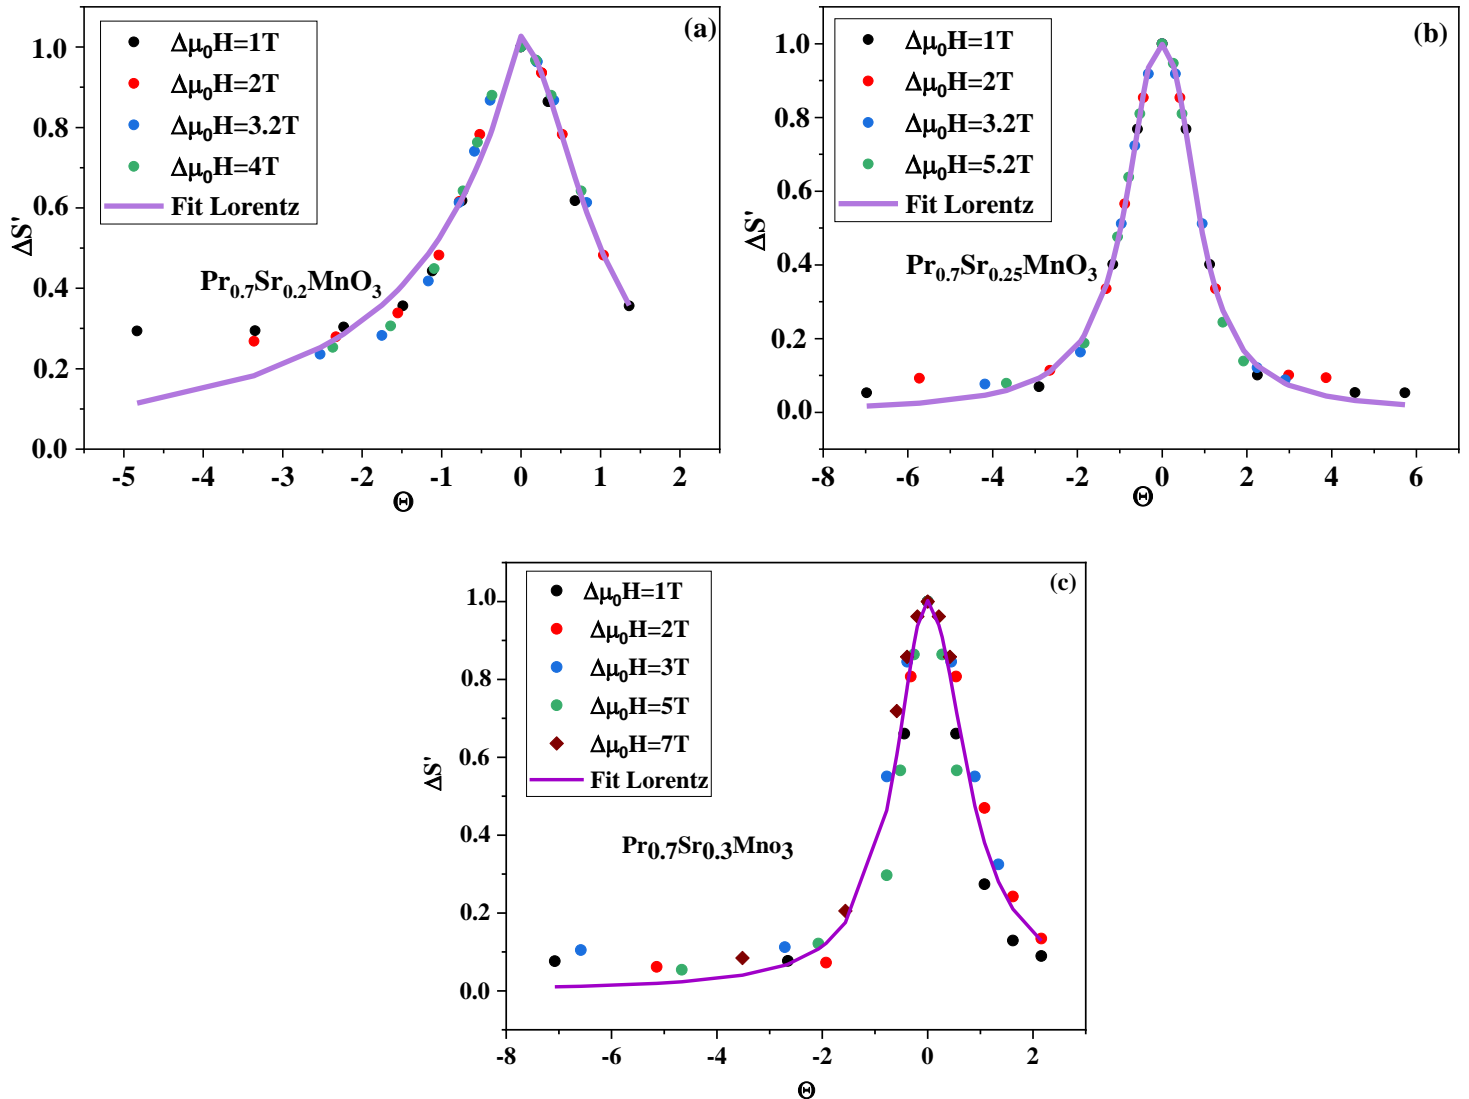 (a)
Δμ₀H=1T
Δμ₀H=2T
Δμ₀H=3.2T
Δμ₀H=4T
Fit Lorentz
Pr₀.₇Sr₀.₂MnO₃
ΔS'
1.0
0.8
0.6
0.4
0.2
0.0
-5 -4 -3 -2 -1 0 1 2
Θ
(b)
Δμ₀H=1T
Δμ₀H=2T
Δμ₀H=3.2T
Δμ₀H=5.2T
Fit Lorentz
Pr₀.₇Sr₀.₂₅MnO₃
ΔS'
1.0
0.8
0.6
0.4
0.2
0.0
-8 -6 -4 -2 0 2 4 6
Θ
(c)
Δμ₀H=1T
Δμ₀H=2T
Δμ₀H=3T
Δμ₀H=5T
Δμ₀H=7T
Fit Lorentz
Pr₀.₇Sr₀.₃Mno₃
ΔS'
1.0
0.8
0.6
0.4
0.2
0.0
-8 -6 -4 -2 0 2
Θ